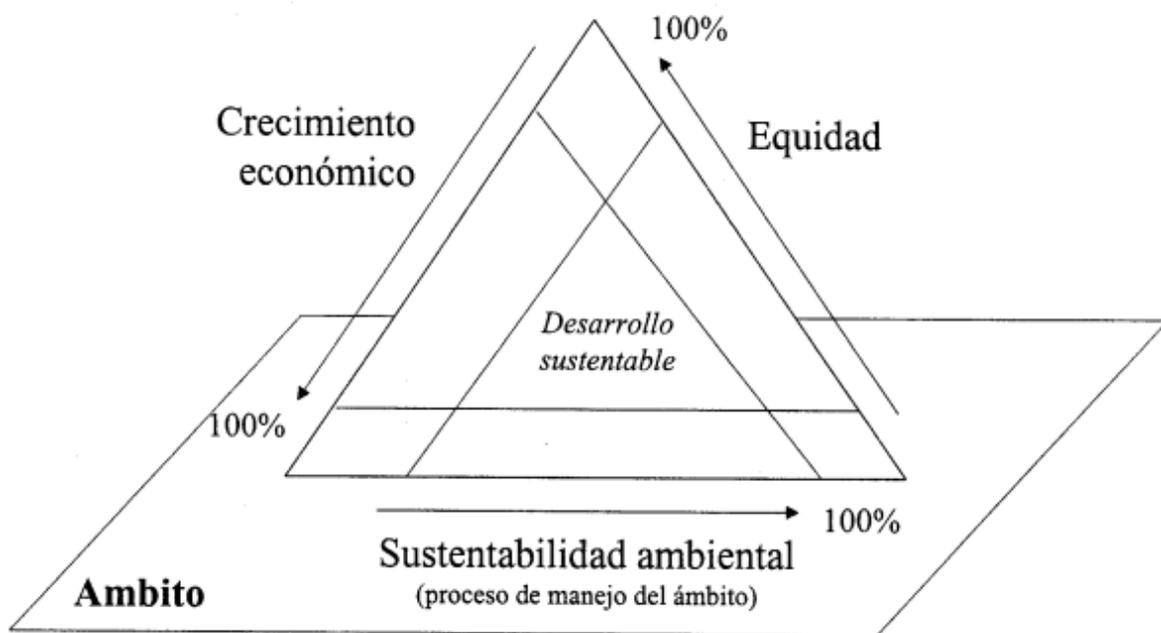 100%
Crecimiento
económico
Equidad
Desarrollo
sustentable
100%
100%
Sustentabilidad ambiental
(proceso de manejo del ámbito)
Ambito